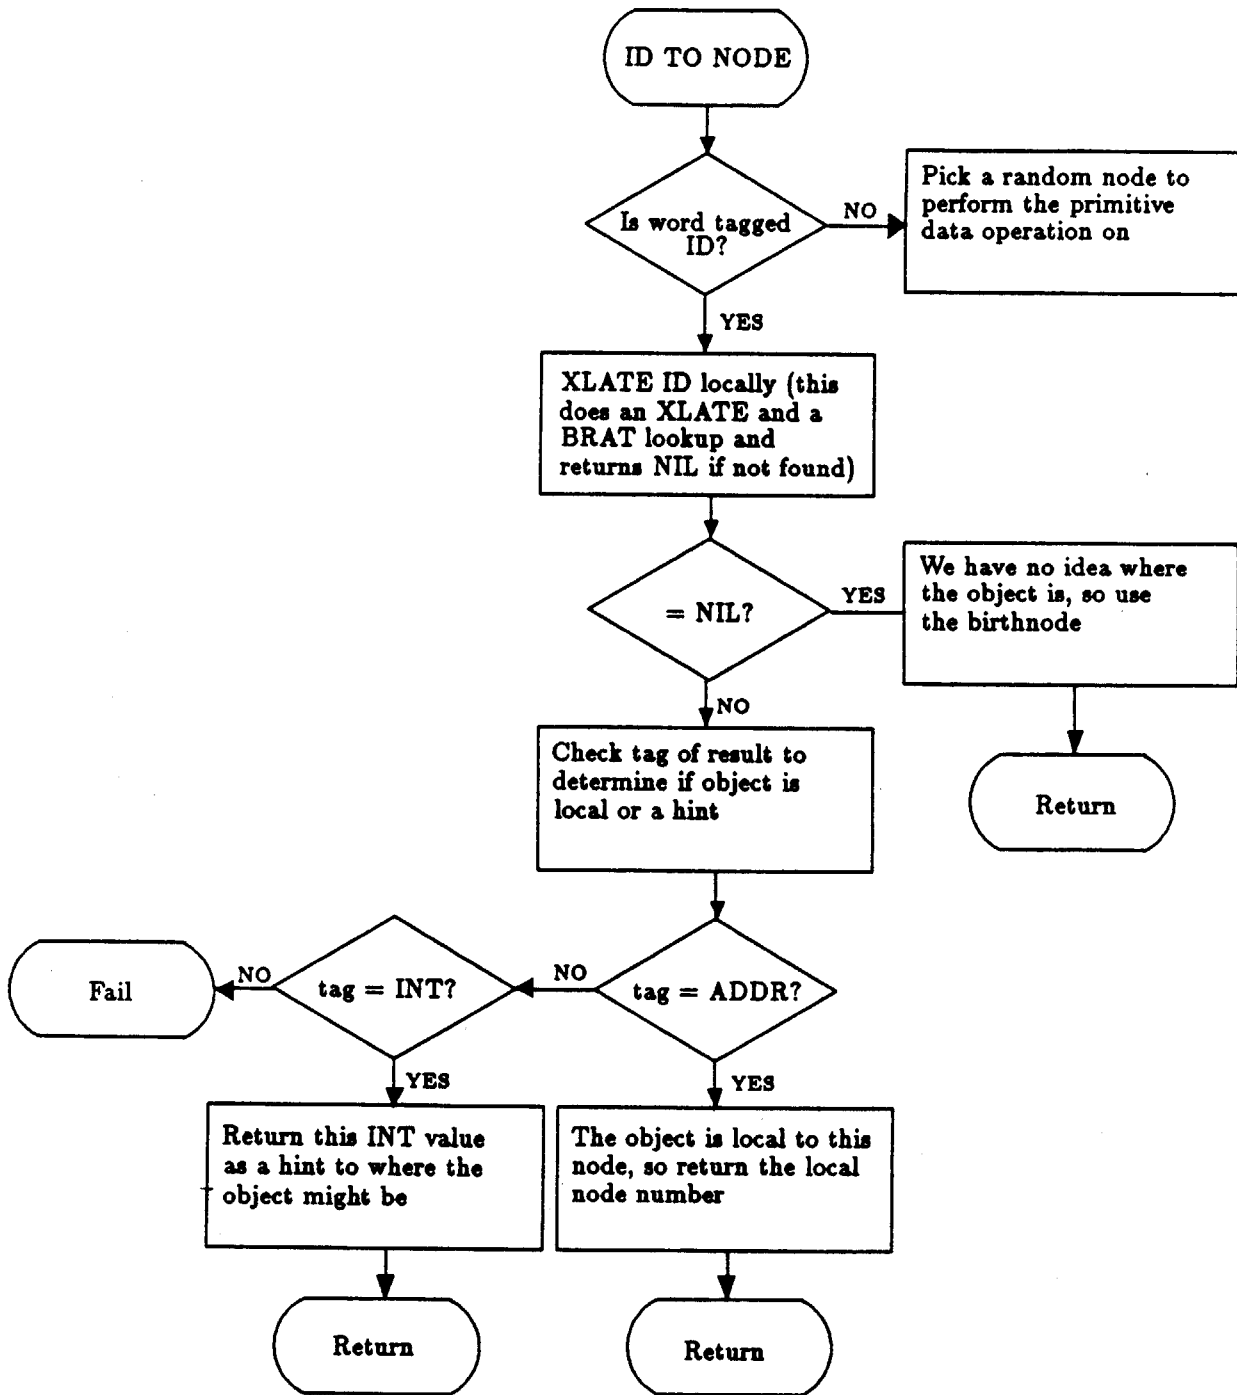 ID TO NODE
Is word tagged
ID?
NO
Pick a random node to
perform the primitive
data operation on
YES
XLATE ID locally (this
does an XLATE and a
BRAT lookup and
returns NIL if not found)
= NIL?
YES
We have no idea where
the object is, so use
the birthnode
Return
NO
Check tag of result to
determine if object is
local or a hint
tag = ADDR?
NO
tag = INT?
NO
Fail
YES
Return this INT value
as a hint to where the
object might be
Return
YES
The object is local to this
node, so return the local
node number
Return